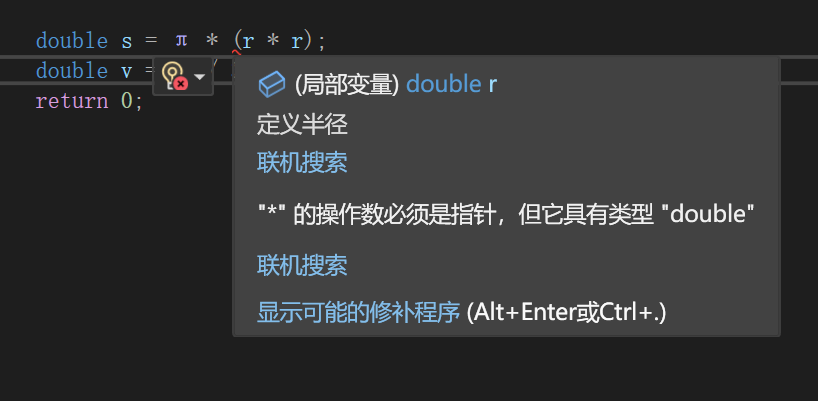 double s = π * (r * r);
double v =
return 0;
(局部变量) double r
定义半径
联机搜索
"*" 的操作数必须是指针，但它具有类型 "double"
联机搜索
显示可能的修补程序 (Alt+Enter或Ctrl+.)